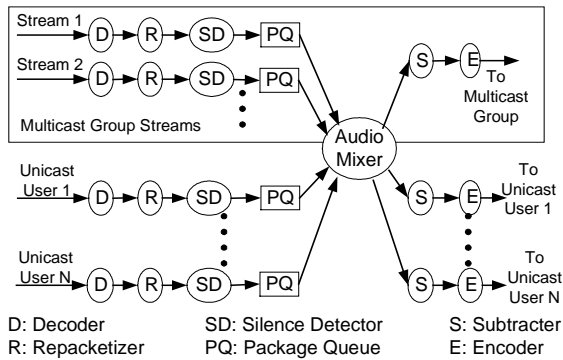 Stream 1
D R SD PQ
Stream 2
D R SD PQ
S E
To
Multicast
Group
Multicast Group Streams
Audio
Mixer
Unicast
User 1
D R SD PQ
S E
To
Unicast
User 1
Unicast
User N
D R SD PQ
S E
To
Unicast
User N
D: Decoder SD: Silence Detector S: Subtracter
R: Repacketizer PQ: Package Queue E: Encoder